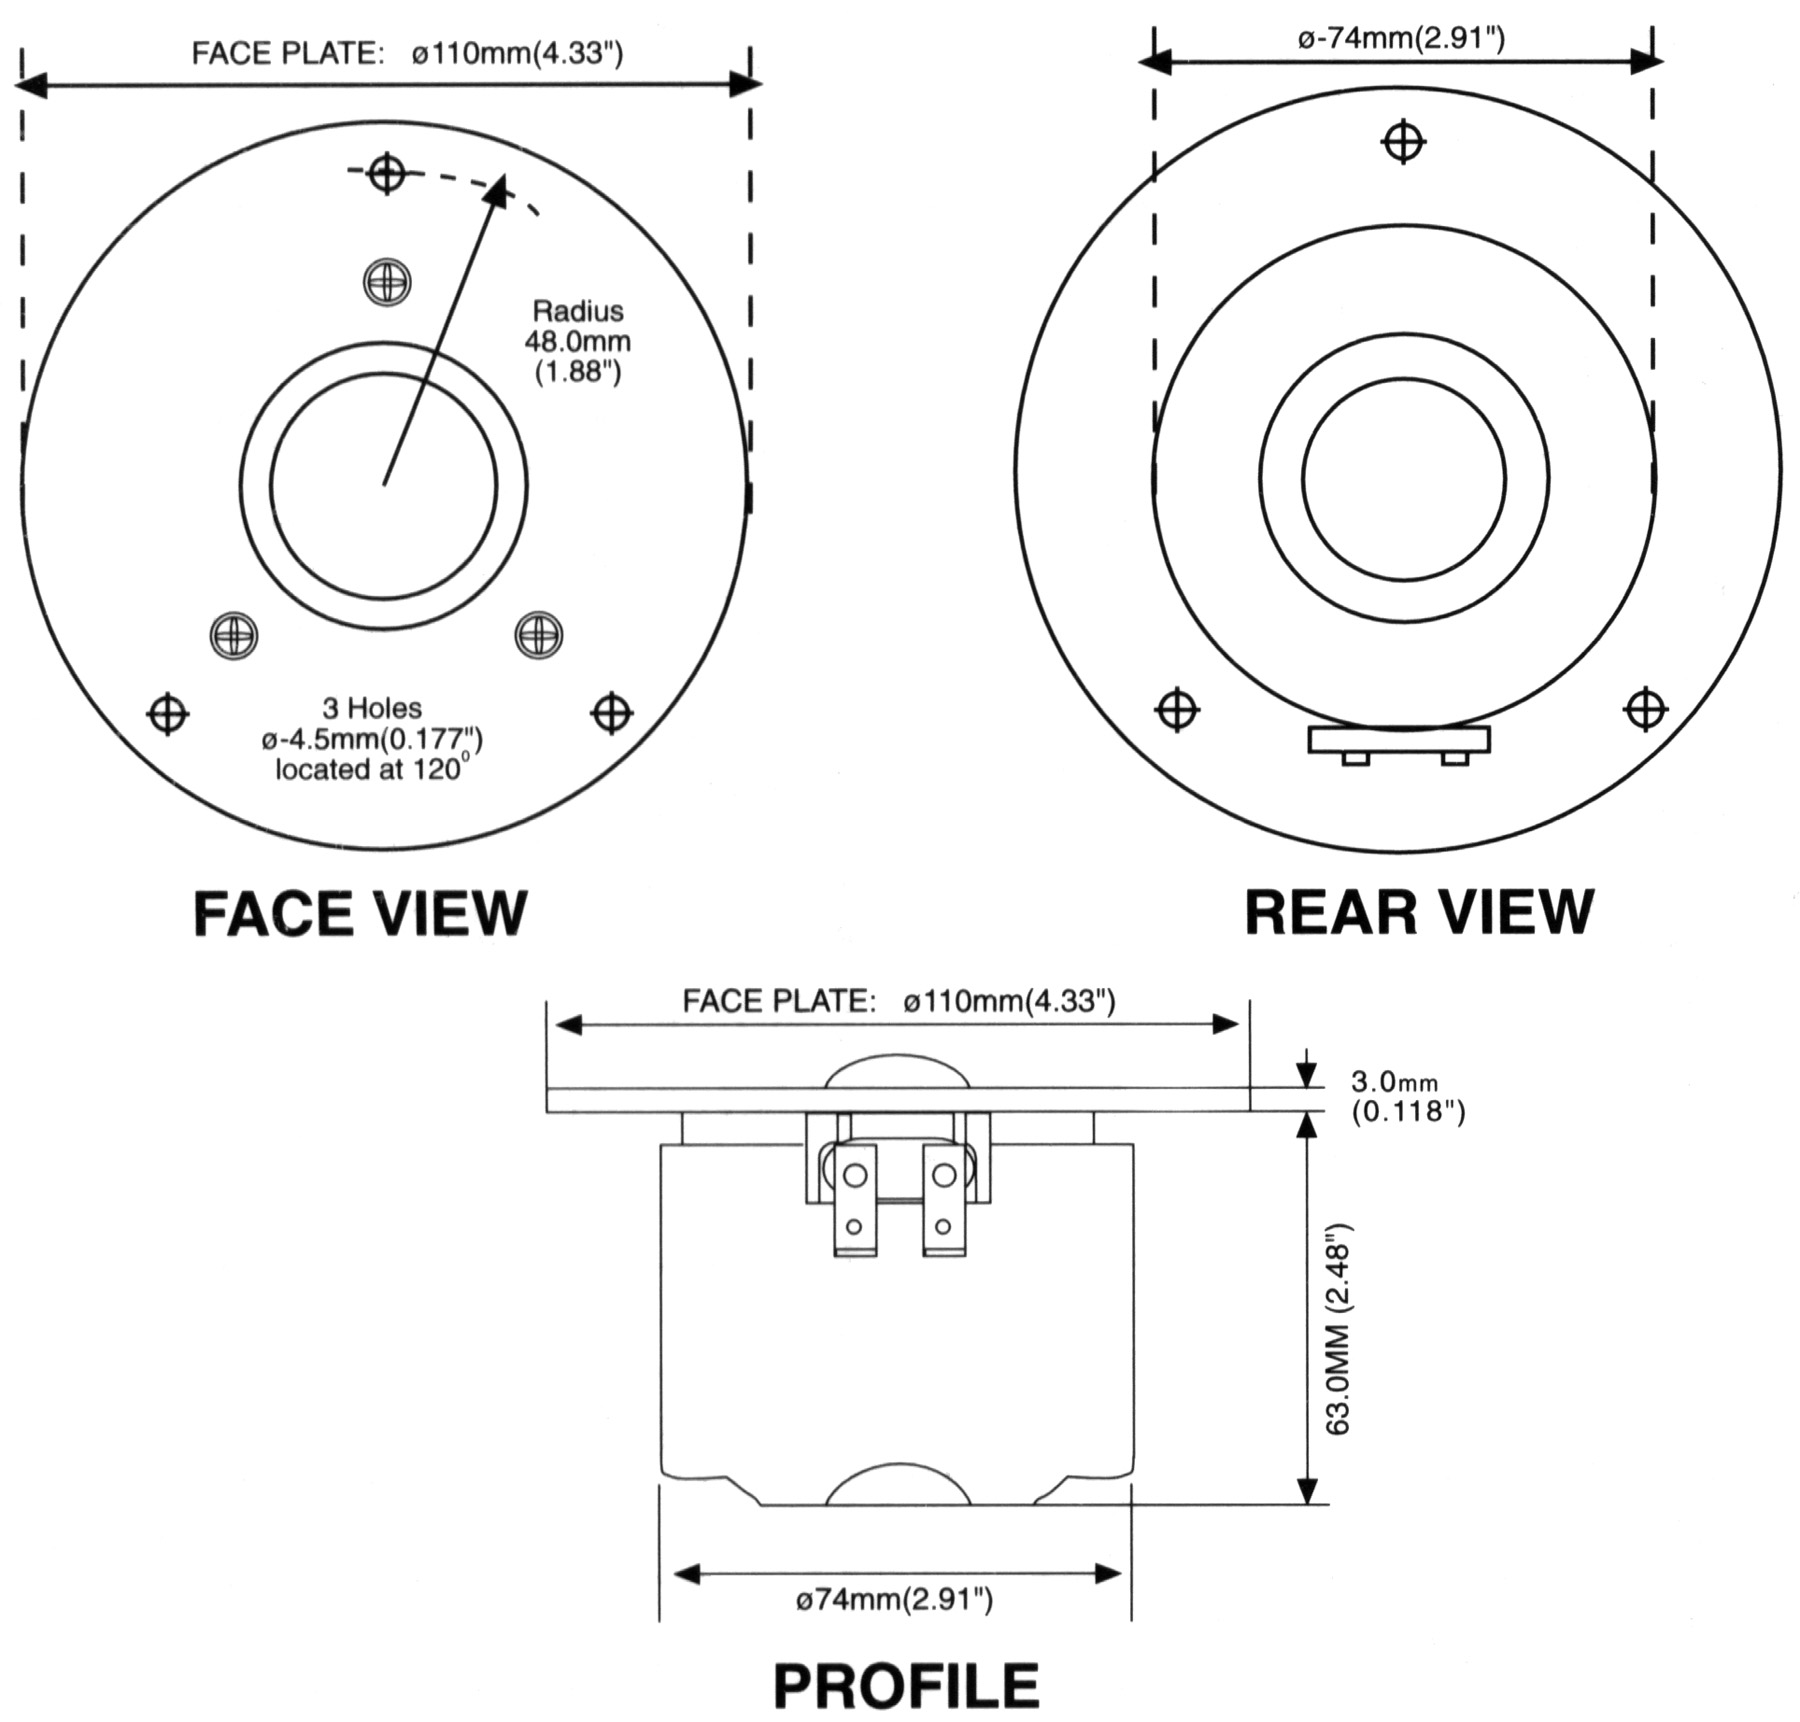 FACE PLATE: ø110mm(4.33")
ø-74mm(2.91")
Radius
48.0mm
(1.88")
3 Holes
ø-4.5mm(0.177")
located at 120°
FACE VIEW
REAR VIEW
FACE PLATE: ø110mm(4.33")
3.0mm
(0.118")
63.0MM (2.48")
ø74mm(2.91")
PROFILE